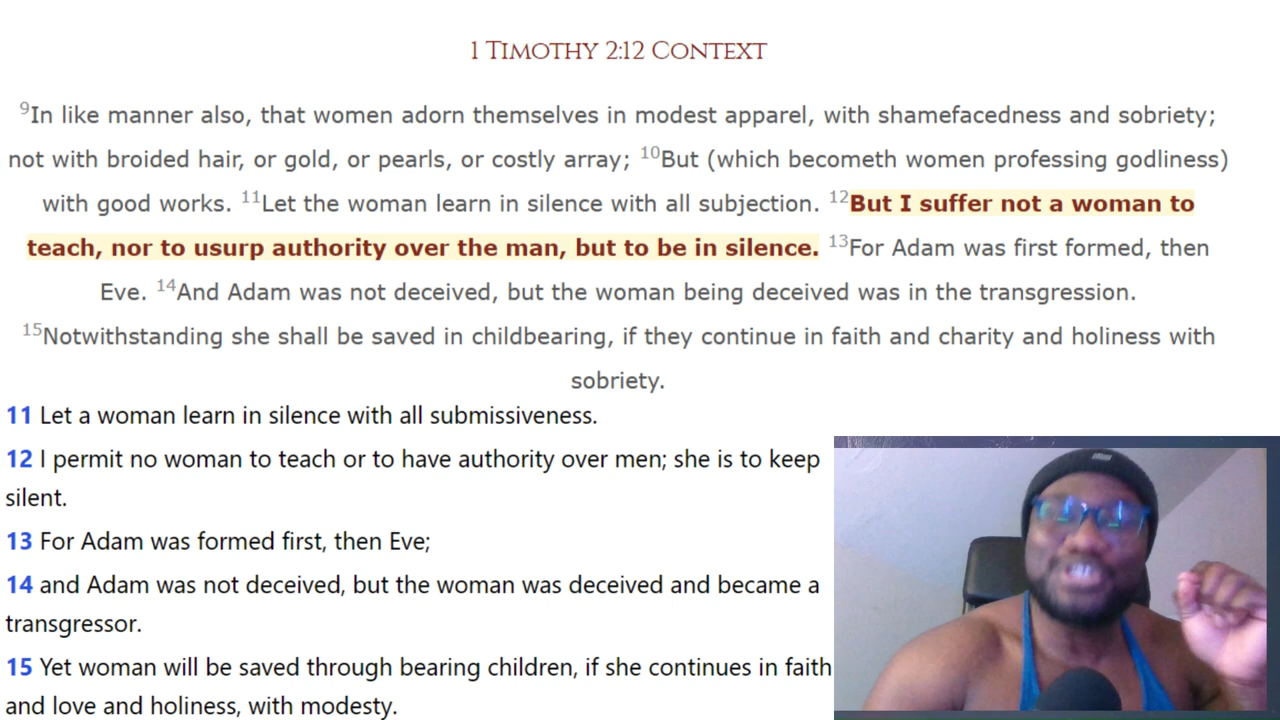 1 Timothy 2:12 Context
9In like manner also, that women adorn themselves in modest apparel, with shamefacedness and sobriety;
not with broided hair, or gold, or pearls, or costly array; 10But (which becometh women professing godliness)
with good works. 11Let the woman learn in silence with all subjection. 12But I suffer not a woman to
teach, nor to usurp authority over the man, but to be in silence. 13For Adam was first formed, then
Eve. 14And Adam was not deceived, but the woman being deceived was in the transgression.
15Notwithstanding she shall be saved in childbearing, if they continue in faith and charity and holiness with
sobriety.
11 Let a woman learn in silence with all submissiveness.
12 I permit no woman to teach or to have authority over men; she is to keep
silent.
13 For Adam was formed first, then Eve;
14 and Adam was not deceived, but the woman was deceived and became a
transgressor.
15 Yet woman will be saved through bearing children, if she continues in faith
and love and holiness, with modesty.